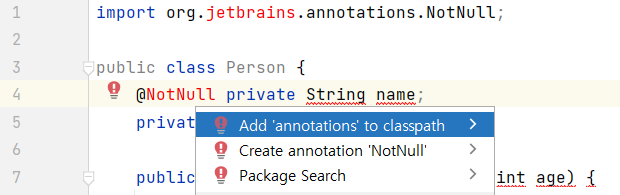 1 import org.jetbrains.annotations.NotNull;
2
3 public class Person {
4 @NotNull private String name;
5 privat
Add 'annotations' to classpath
6 Create annotation 'NotNull'
Package Search
7 public int age) {